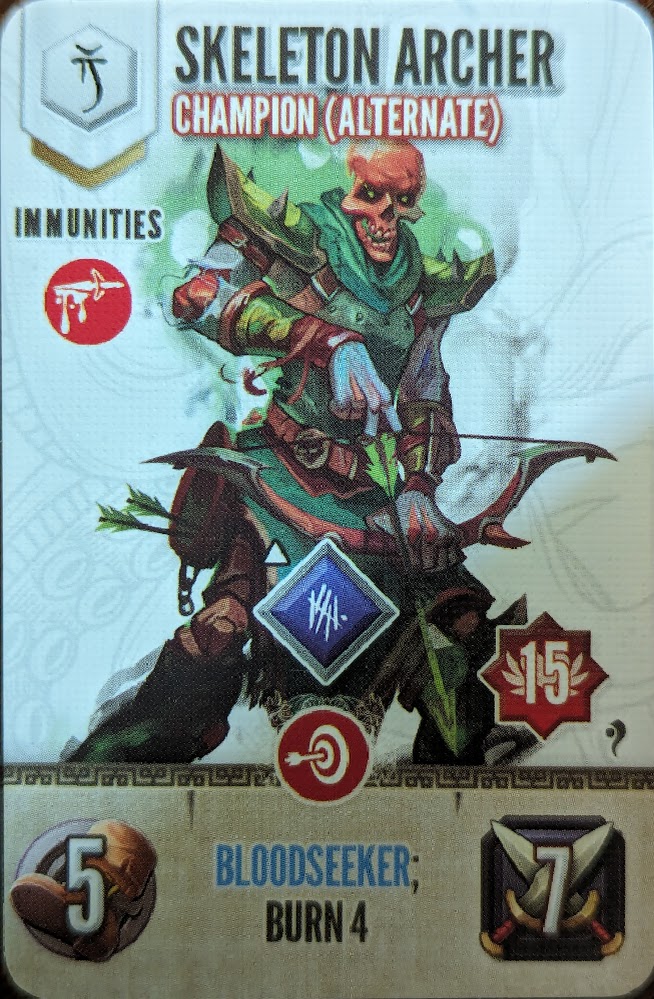 SKELETON ARCHER
CHAMPION (ALTERNATE)
IMMUNITIES
15
5
BLOODSEEKER;
BURN 4
7